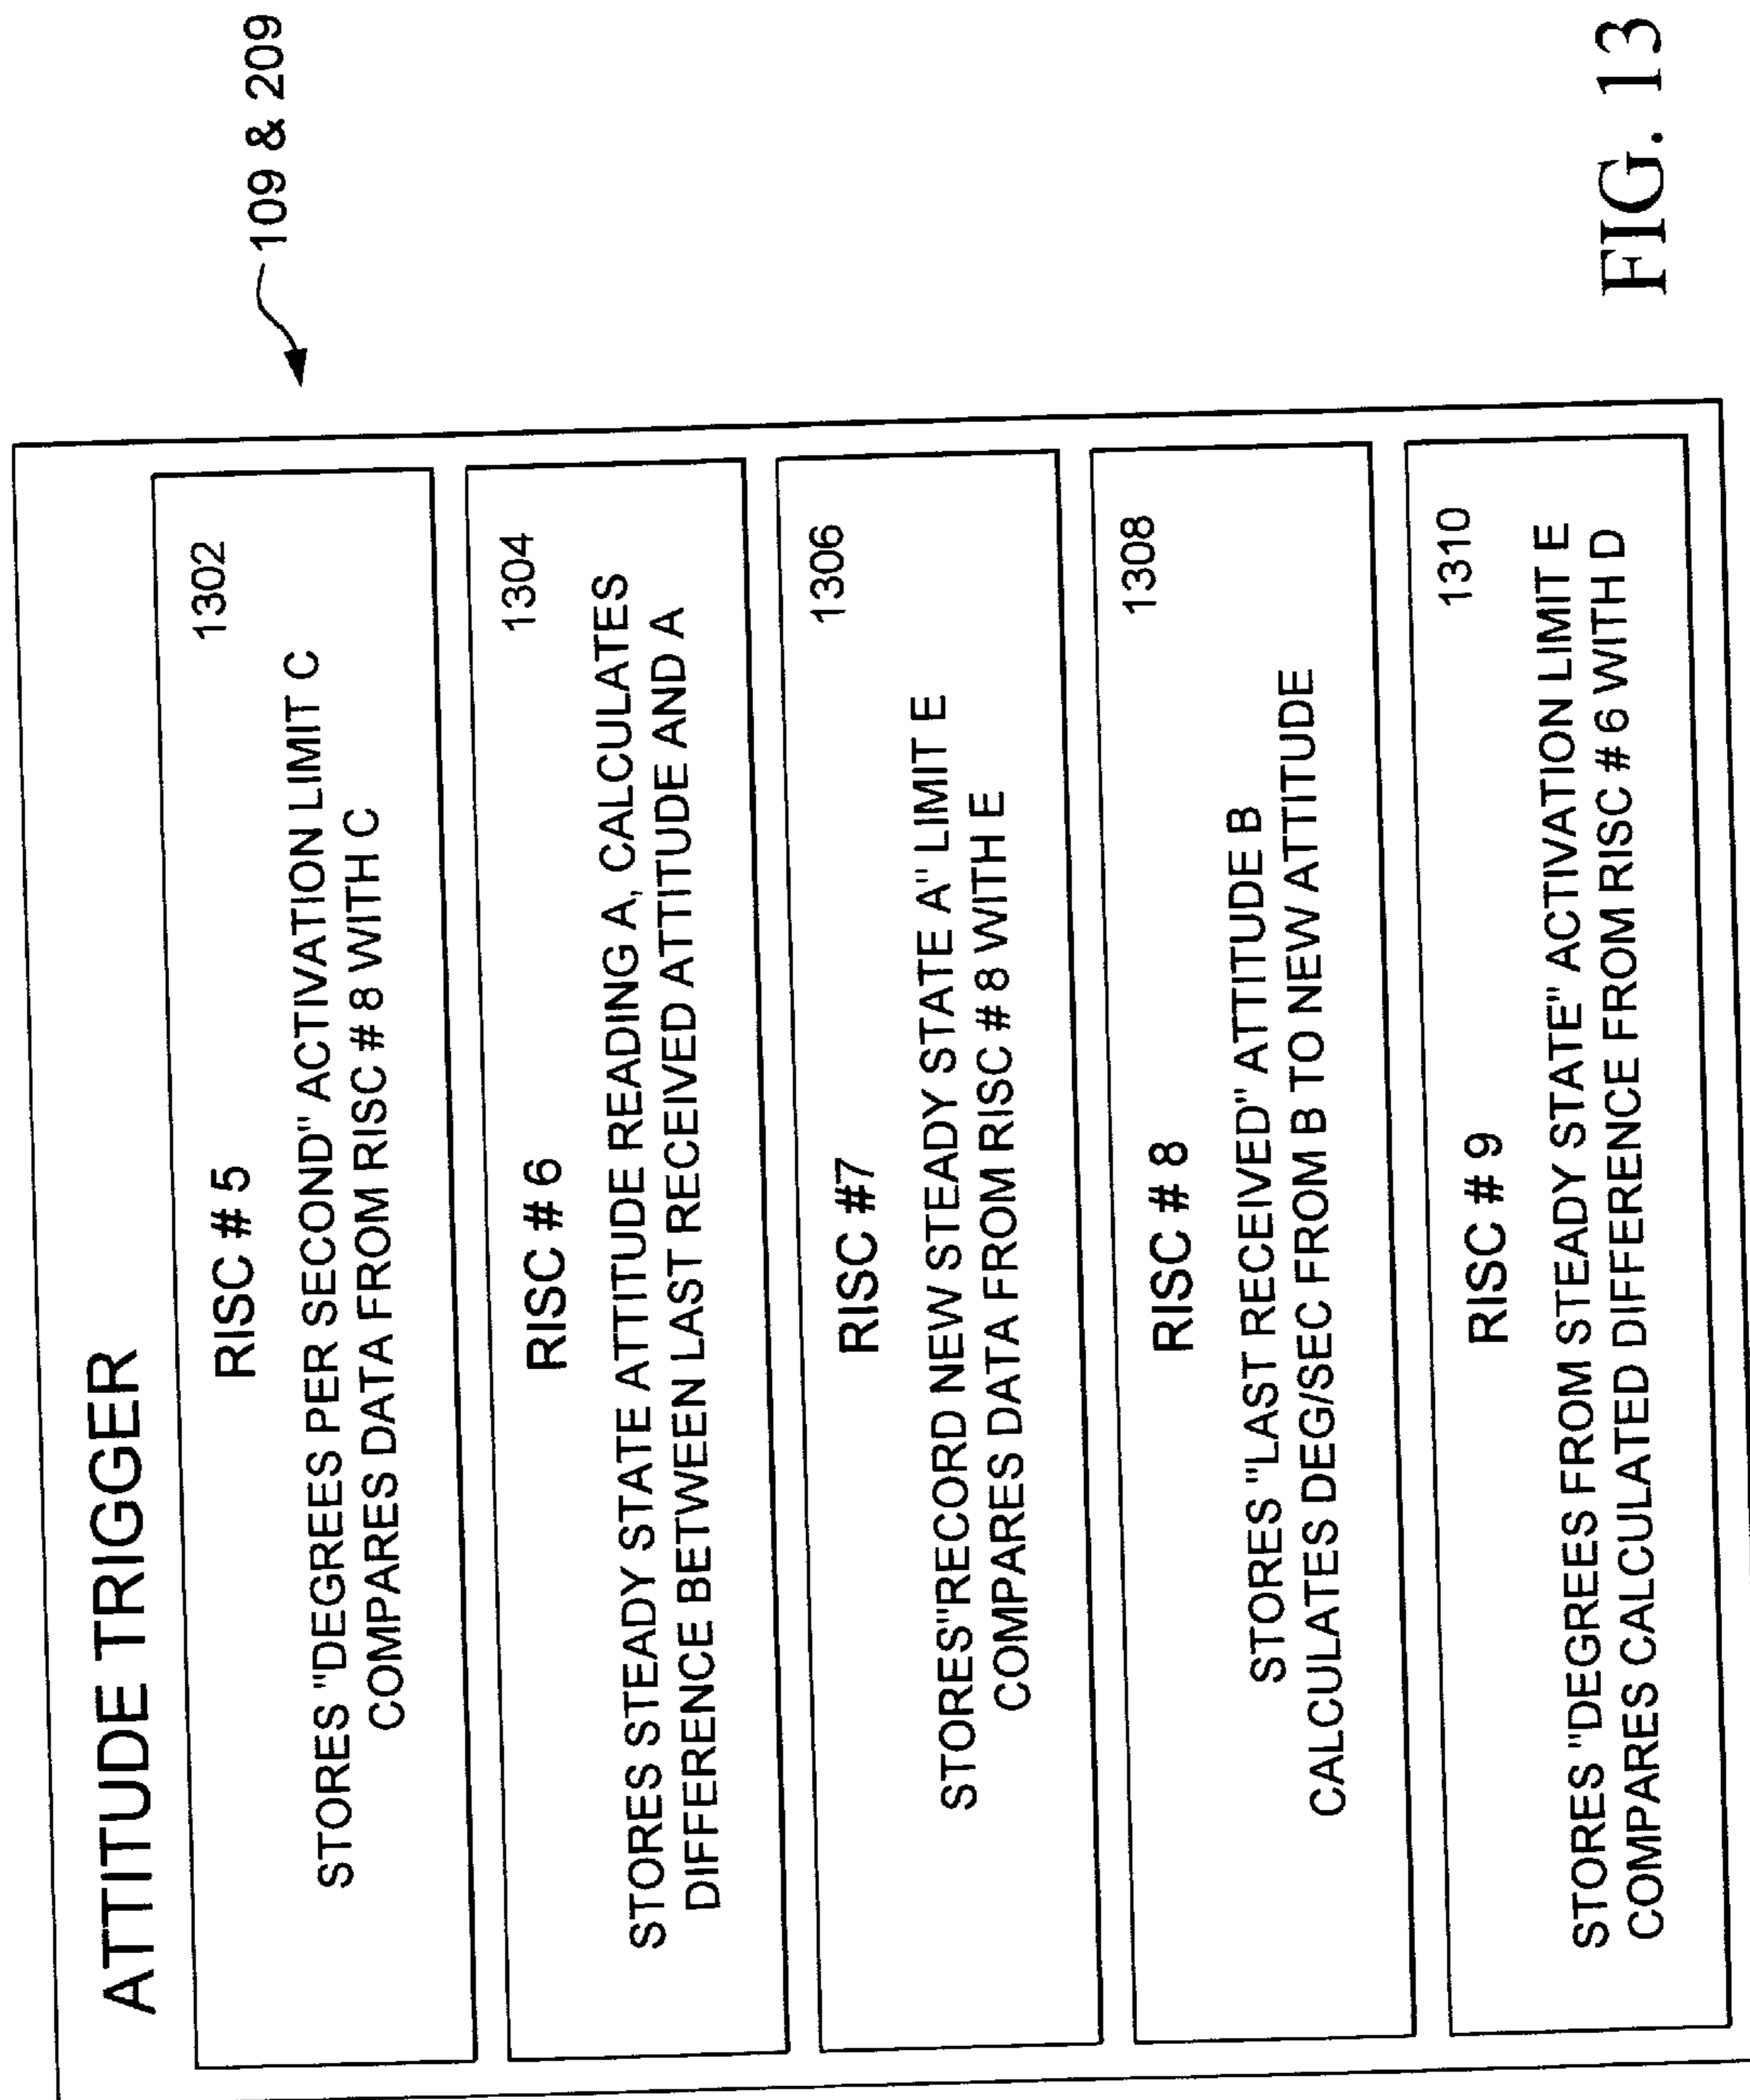 ATTITUDE TRIGGER
109 & 209
1302
RISC # 5
STORES "DEGREES PER SECOND" ACTIVATION LIMIT C
COMPARES DATA FROM RISC # 8 WITH C
1304
RISC # 6
STORES STEADY STATE ATTITUDE READING A, CALCULATES
DIFFERENCE BETWEEN LAST RECEIVED ATTITUDE AND A
1306
RISC #7
STORES"RECORD NEW STEADY STATE A" LIMIT E
COMPARES DATA FROM RISC # 8 WITH E
1308
RISC # 8
STORES "LAST RECEIVED" ATTITUDE B
CALCULATES DEG/SEC FROM B TO NEW ATTITUDE
1310
RISC # 9
STORES "DEGREES FROM STEADY STATE" ACTIVATION LIMIT E
COMPARES CALCULATED DIFFERENCE FROM RISC # 6 WITH D
FIG. 13